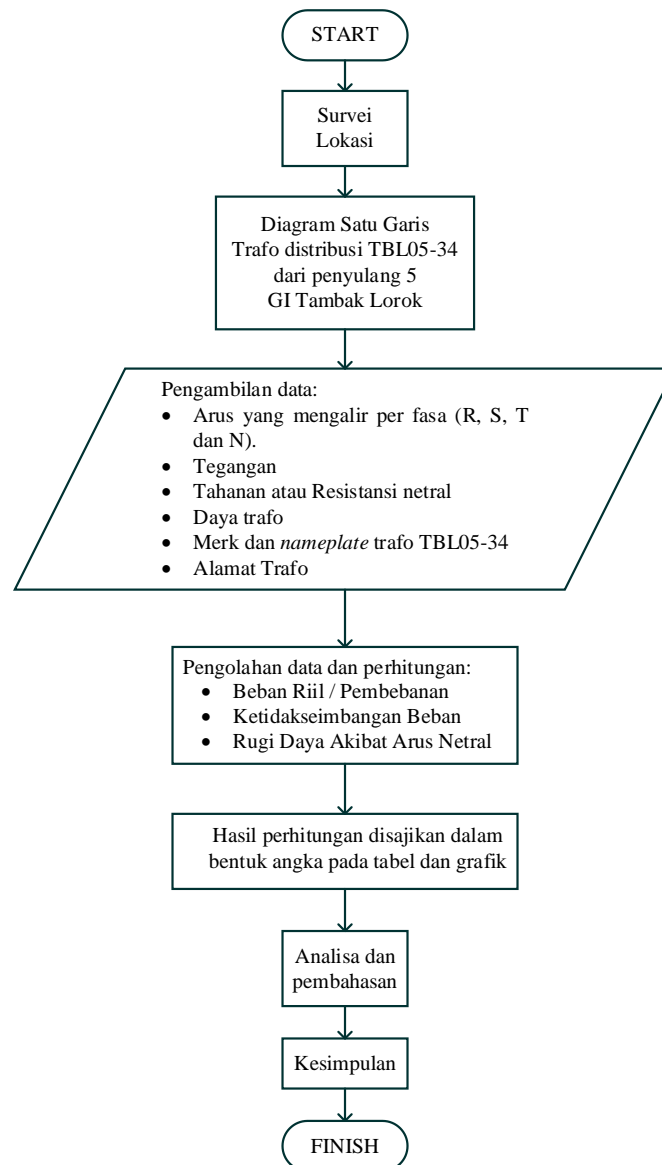 START
Survei
Lokasi
Diagram Satu Garis
Trafo distribusi TBL05-34
dari penyulang 5
GI Tambak Lorok
Pengambilan data:
• Arus yang mengalir per fasa (R, S, T
dan N).
• Tegangan
• Tahanan atau Resistansi netral
• Daya trafo
• Merk dan nameplate trafo TBL05-34
• Alamat Trafo
Pengolahan data dan perhitungan:
• Beban Riil / Pembebanan
• Ketidakseimbangan Beban
• Rugi Daya Akibat Arus Netral
Hasil perhitungan disajikan dalam
bentuk angka pada tabel dan grafik
Analisa dan
pembahasan
Kesimpulan
FINISH